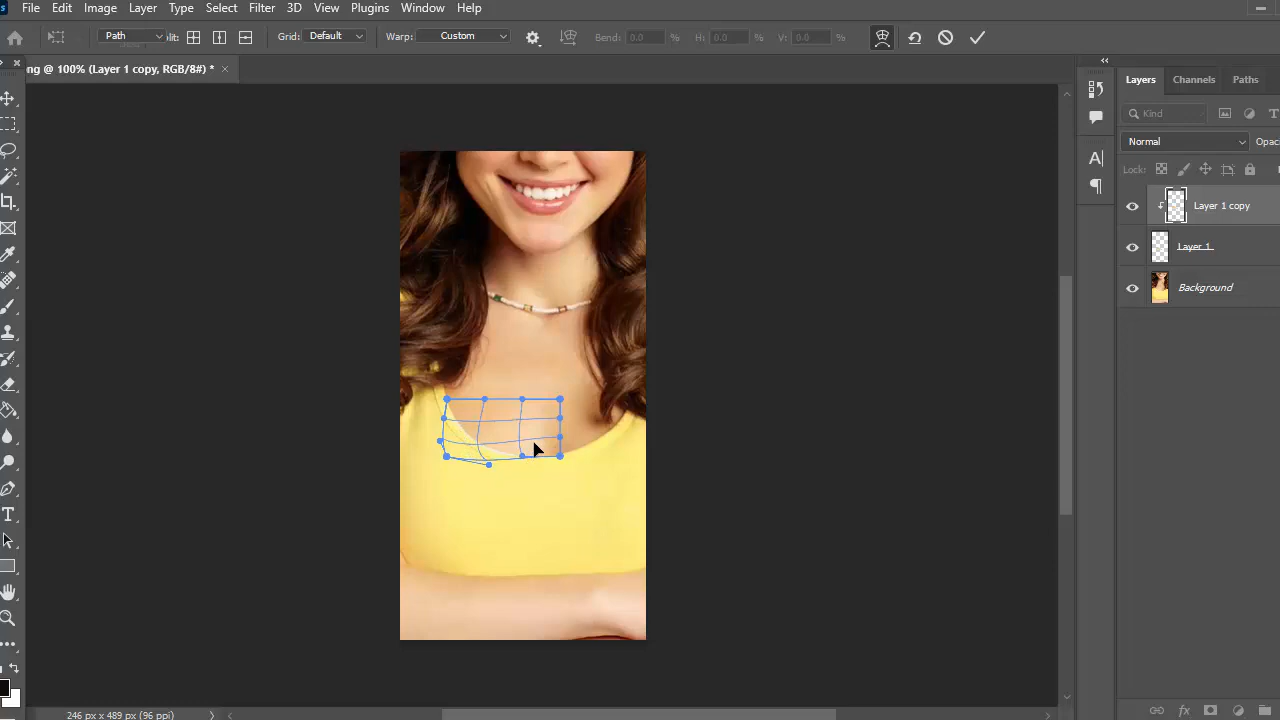 File Edit Image Layer Type Select Filter 3D View Plugins Window Help
Path Grid: Default Warp: Custom Bend: 0.0 % H: 0.0 % V: 0.0 %
ng @ 100% (Layer 1 copy, RGB/8#) * ×
Layers Channels Paths
Kind
Normal Opac
Lock:
Layer 1 copy
Layer 1
Background
246 px x 489 px (96 ppi)